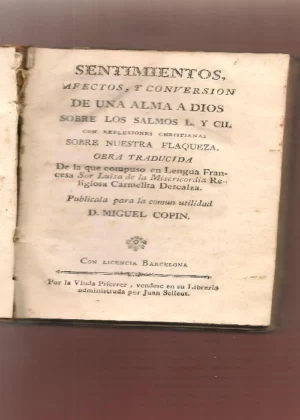 SENTIMIENTOS,
AFECTOS, Y CONVERSION
DE UNA ALMA A DIOS
SOBRE LOS SALMOS L. Y CII.
CON REFLEXIONES CHRISTIANAS
SOBRE NUESTRA FLAQUEZA.
OBRA TRADUCIDA
De la que compuso en Lengua Fran-
cesa Sor Luisa de la Misericordia Re-
ligiosa Carmelita Descalza.
Publicala para la comun utilidad
D. MIGUEL COPIN.
CON LICENCIA BARCELONA
Por la Viuda Piferrer, vendese en su Libreria
administrada por Juan Sellent.